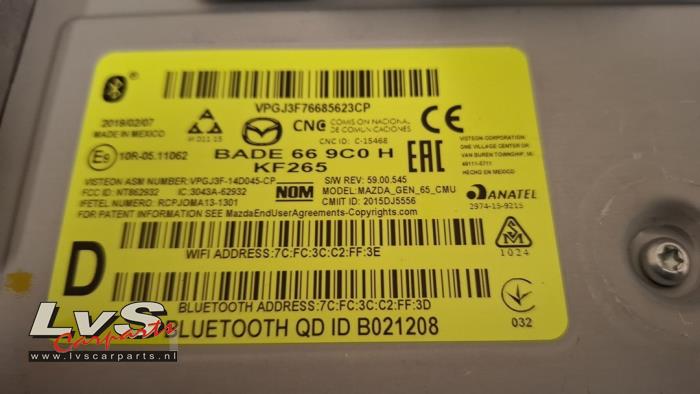 VPGJ3F76685623CP
2019/02/07
MADE IN MEXICO
CNC COMISION NACIONAL
DE COMUNICACIONES
CNC ID: C-15468
CE
E9 10R-05.11062
BADE 66 9C0 H
KF265
EAC
VISTEON CORPORATION
ONE VILLAGE CENTER DR
VAN BUREN TOWNSHIP, MI
48111-5711
HECHO EN MEXICO
VISTEON ASM NUMBER:VPGJ3F-14D045-CP
S/W REV: 59.00.545
FCC ID: NT862932 IC:3043A-62932
NOM
MODEL:MAZDA_GEN_65_CMU
IFETEL NUMBER: RCPJOMA13-1301
CMIIT ID: 2015DJ5556
FOR PATENT INFORMATION SEE MazdaEndUserAgreements-Copyrights.com
ANATEL
2974-15-9215
D
WIFI ADDRESS:7C:FC:3C:C2:FF:3E
1024
BLUETOOTH ADDRESS:7C:FC:3C:C2:FF:3D
BLUETOOTH QD ID B021208
032
LvS
Carparts
www.lvscarparts.nl